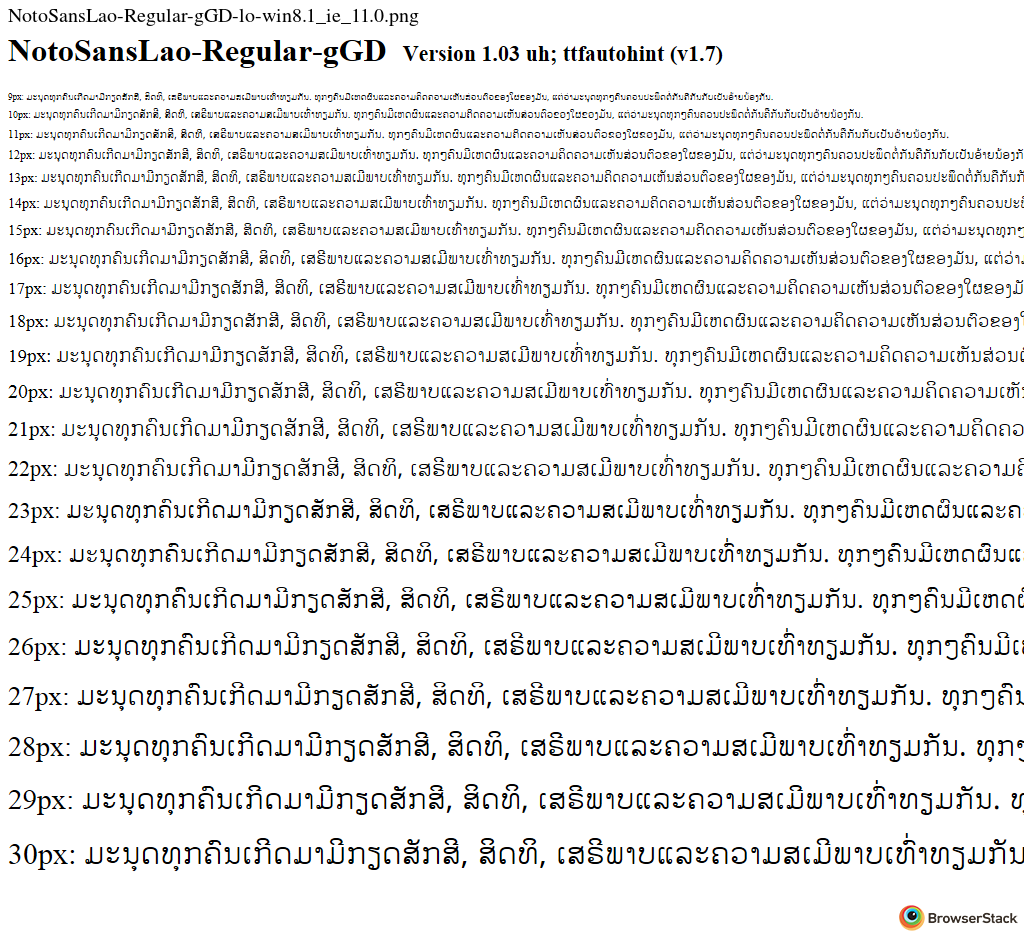 NotoSansLao-Regular-gGD-lo-win8.1_ie_11.0.png
NotoSansLao-Regular-gGD Version 1.03 uh; ttfautohint (v1.7)
9px: ມະນຸດທຸກຄົນເກີດມາມີກຽດສັກສີ, ສິດທິ, ເສຣີພາບແລະຄວາມສເມີພາບເທົ່າທຽມກັນ. ທຸກໆຄົນມີເຫດຜົນແລະຄວາມຄິດຄວາມເຫັນສ່ວນຕົວຂອງໃຜຂອງມັນ, ແຕ່ວ່າມະນຸດທຸກໆຄົນຄວນປະພຶດຕໍ່ກັນຄືກັນກັບເປັນອ້າຍນ້ອງກັນ.
10px: ມະນຸດທຸກຄົນເກີດມາມີກຽດສັກສີ, ສິດທິ, ເສຣີພາບແລະຄວາມສເມີພາບເທົ່າທຽມກັນ. ທຸກໆຄົນມີເຫດຜົນແລະຄວາມຄິດຄວາມເຫັນສ່ວນຕົວຂອງໃຜຂອງມັນ, ແຕ່ວ່າມະນຸດທຸກໆຄົນຄວນປະພຶດຕໍ່ກັນຄືກັນກັບເປັນອ້າຍນ້ອງກັນ.
11px: ມະນຸດທຸກຄົນເກີດມາມີກຽດສັກສີ, ສິດທິ, ເສຣີພາບແລະຄວາມສເມີພາບເທົ່າທຽມກັນ. ທຸກໆຄົນມີເຫດຜົນແລະຄວາມຄິດຄວາມເຫັນສ່ວນຕົວຂອງໃຜຂອງມັນ, ແຕ່ວ່າມະນຸດທຸກໆຄົນຄວນປະພຶດຕໍ່ກັນຄືກັນກັບເປັນອ້າຍນ້ອງກັນ.
12px: ມະນຸດທຸກຄົນເກີດມາມີກຽດສັກສີ, ສິດທິ, ເສຣີພາບແລະຄວາມສເມີພາບເທົ່າທຽມກັນ. ທຸກໆຄົນມີເຫດຜົນແລະຄວາມຄິດຄວາມເຫັນສ່ວນຕົວຂອງໃຜຂອງມັນ, ແຕ່ວ່າມະນຸດທຸກໆຄົນຄວນປະພຶດຕໍ່ກັນຄືກັນກັບເປັນອ້າຍນ້ອງກັ
13px: ມະນຸດທຸກຄົນເກີດມາມີກຽດສັກສີ, ສິດທິ, ເສຣີພາບແລະຄວາມສເມີພາບເທົ່າທຽມກັນ. ທຸກໆຄົນມີເຫດຜົນແລະຄວາມຄິດຄວາມເຫັນສ່ວນຕົວຂອງໃຜຂອງມັນ, ແຕ່ວ່າມະນຸດທຸກໆຄົນຄວນປະພຶດຕໍ່ກັນຄືກັນກັ
14px: ມະນຸດທຸກຄົນເກີດມາມີກຽດສັກສີ, ສິດທິ, ເສຣີພາບແລະຄວາມສເມີພາບເທົ່າທຽມກັນ. ທຸກໆຄົນມີເຫດຜົນແລະຄວາມຄິດຄວາມເຫັນສ່ວນຕົວຂອງໃຜຂອງມັນ, ແຕ່ວ່າມະນຸດທຸກໆຄົນຄວນປະພຶ
15px: ມະນຸດທຸກຄົນເກີດມາມີກຽດສັກສີ, ສິດທິ, ເສຣີພາບແລະຄວາມສເມີພາບເທົ່າທຽມກັນ. ທຸກໆຄົນມີເຫດຜົນແລະຄວາມຄິດຄວາມເຫັນສ່ວນຕົວຂອງໃຜຂອງມັນ, ແຕ່ວ່າມະນຸດທຸກໆ
16px: ມະນຸດທຸກຄົນເກີດມາມີກຽດສັກສີ, ສິດທິ, ເສຣີພາບແລະຄວາມສເມີພາບເທົ່າທຽມກັນ. ທຸກໆຄົນມີເຫດຜົນແລະຄວາມຄິດຄວາມເຫັນສ່ວນຕົວຂອງໃຜຂອງມັນ, ແຕ່ວ່າ
17px: ມະນຸດທຸກຄົນເກີດມາມີກຽດສັກສີ, ສິດທິ, ເສຣີພາບແລະຄວາມສເມີພາບເທົ່າທຽມກັນ. ທຸກໆຄົນມີເຫດຜົນແລະຄວາມຄິດຄວາມເຫັນສ່ວນຕົວຂອງໃຜຂອງມັ
18px: ມະນຸດທຸກຄົນເກີດມາມີກຽດສັກສີ, ສິດທິ, ເສຣີພາບແລະຄວາມສເມີພາບເທົ່າທຽມກັນ. ທຸກໆຄົນມີເຫດຜົນແລະຄວາມຄິດຄວາມເຫັນສ່ວນຕົວຂອງ
19px: ມະນຸດທຸກຄົນເກີດມາມີກຽດສັກສີ, ສິດທິ, ເສຣີພາບແລະຄວາມສເມີພາບເທົ່າທຽມກັນ. ທຸກໆຄົນມີເຫດຜົນແລະຄວາມຄິດຄວາມເຫັນສ່ວນ
20px: ມະນຸດທຸກຄົນເກີດມາມີກຽດສັກສີ, ສິດທິ, ເສຣີພາບແລະຄວາມສເມີພາບເທົ່າທຽມກັນ. ທຸກໆຄົນມີເຫດຜົນແລະຄວາມຄິດຄວາມເຫັ
21px: ມະນຸດທຸກຄົນເກີດມາມີກຽດສັກສີ, ສິດທິ, ເສຣີພາບແລະຄວາມສເມີພາບເທົ່າທຽມກັນ. ທຸກໆຄົນມີເຫດຜົນແລະຄວາມຄິດຄວ
22px: ມະນຸດທຸກຄົນເກີດມາມີກຽດສັກສີ, ສິດທິ, ເສຣີພາບແລະຄວາມສເມີພາບເທົ່າທຽມກັນ. ທຸກໆຄົນມີເຫດຜົນແລະຄວາມຄິ
23px: ມະນຸດທຸກຄົນເກີດມາມີກຽດສັກສີ, ສິດທິ, ເສຣີພາບແລະຄວາມສເມີພາບເທົ່າທຽມກັນ. ທຸກໆຄົນມີເຫດຜົນແລະຄ
24px: ມະນຸດທຸກຄົນເກີດມາມີກຽດສັກສີ, ສິດທິ, ເສຣີພາບແລະຄວາມສເມີພາບເທົ່າທຽມກັນ. ທຸກໆຄົນມີເຫດຜົນແ
25px: ມະນຸດທຸກຄົນເກີດມາມີກຽດສັກສີ, ສິດທິ, ເສຣີພາບແລະຄວາມສເມີພາບເທົ່າທຽມກັນ. ທຸກໆຄົນມີເຫດ
26px: ມະນຸດທຸກຄົນເກີດມາມີກຽດສັກສີ, ສິດທິ, ເສຣີພາບແລະຄວາມສເມີພາບເທົ່າທຽມກັນ. ທຸກໆຄົນມີເ
27px: ມະນຸດທຸກຄົນເກີດມາມີກຽດສັກສີ, ສິດທິ, ເສຣີພາບແລະຄວາມສເມີພາບເທົ່າທຽມກັນ. ທຸກໆຄົນ
28px: ມະນຸດທຸກຄົນເກີດມາມີກຽດສັກສີ, ສິດທິ, ເສຣີພາບແລະຄວາມສເມີພາບເທົ່າທຽມກັນ. ທຸກໆ
29px: ມະນຸດທຸກຄົນເກີດມາມີກຽດສັກສີ, ສິດທິ, ເສຣີພາບແລະຄວາມສເມີພາບເທົ່າທຽມກັນ. ທຸ
30px: ມະນຸດທຸກຄົນເກີດມາມີກຽດສັກສີ, ສິດທິ, ເສຣີພາບແລະຄວາມສເມີພາບເທົ່າທຽມກັນ
BrowserStack